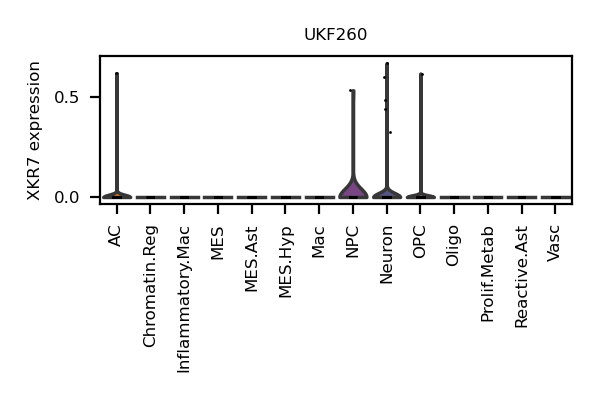 UKF260
XKR7 expression
0.5
0.0
AC
Chromatin.Reg
Inflammatory.Mac
MES
MES.Ast
MES.Hyp
Mac
NPC
Neuron
OPC
Oligo
Prolif.Metab
Reactive.Ast
Vasc